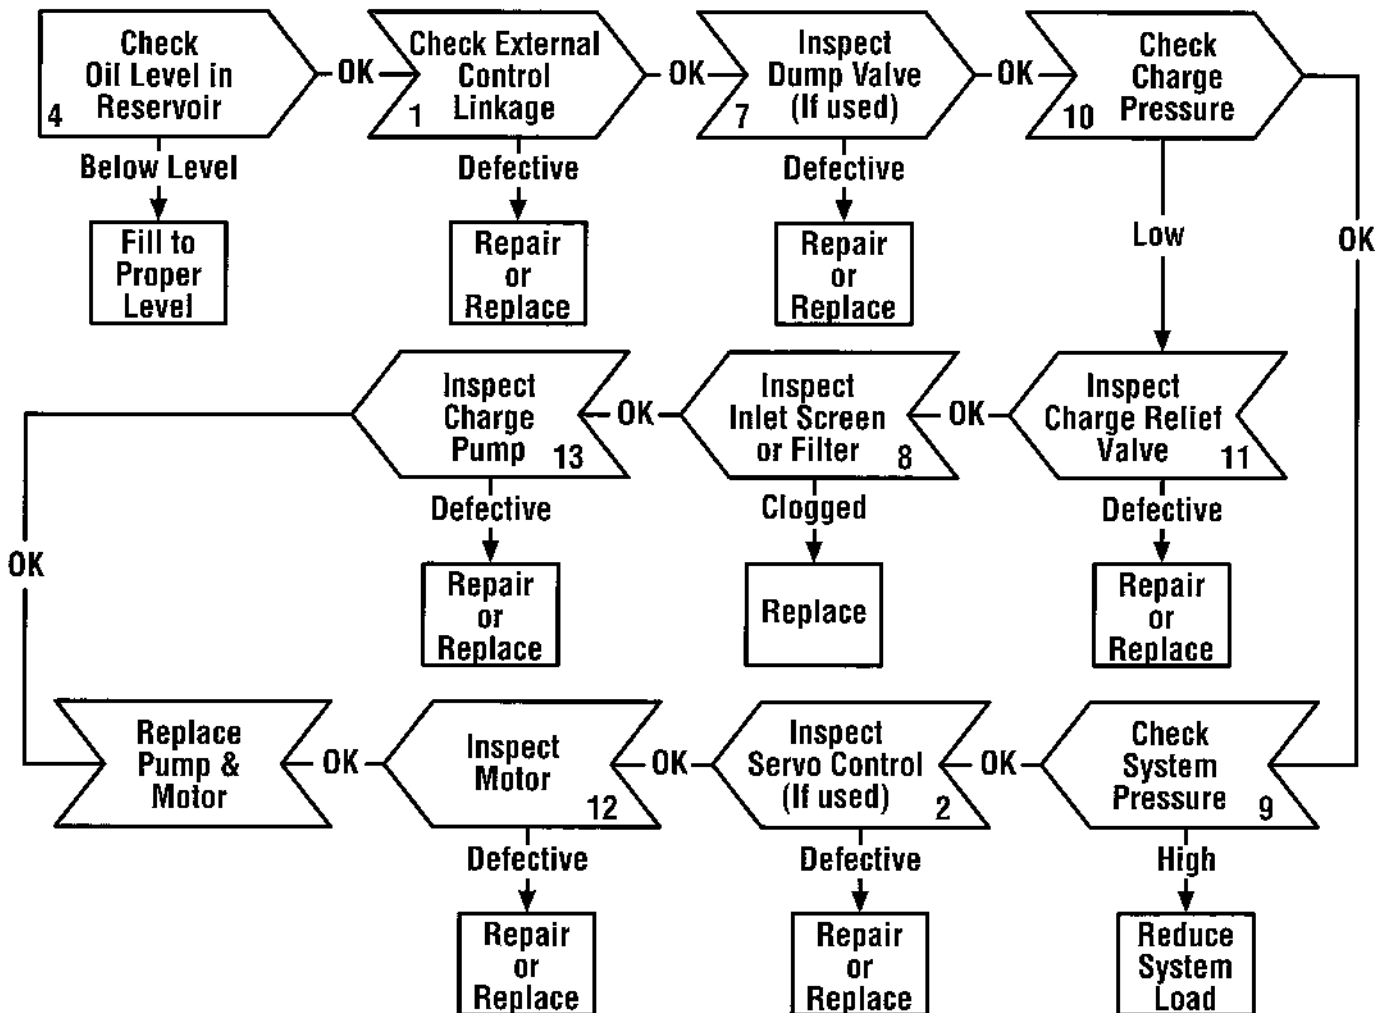 Check
Oil Level in
Reservoir
4
OK
Check External
Control
Linkage
1
OK
Inspect
Dump Valve
(If used)
7
OK
Check
Charge
Pressure
10
Below Level
Defective
Defective
Low
OK
Fill to
Proper
Level
Repair
or
Replace
Repair
or
Replace
Inspect
Charge
Pump
13
OK
Inspect
Inlet Screen
or Filter
8
OK
Inspect
Charge Relief
Valve
11
Defective
Clogged
Defective
OK
Repair
or
Replace
Replace
Repair
or
Replace
Replace
Pump &
Motor
OK
Inspect
Motor
12
OK
Inspect
Servo Control
(If used)
2
OK
Check
System
Pressure
9
Defective
Defective
High
Repair
or
Replace
Repair
or
Replace
Reduce
System
Load